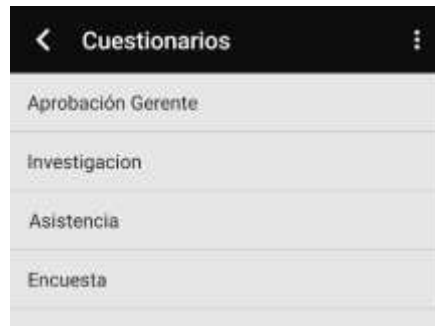 Cuestionarios
Aprobación Gerente
Investigacion
Asistencia
Encuesta